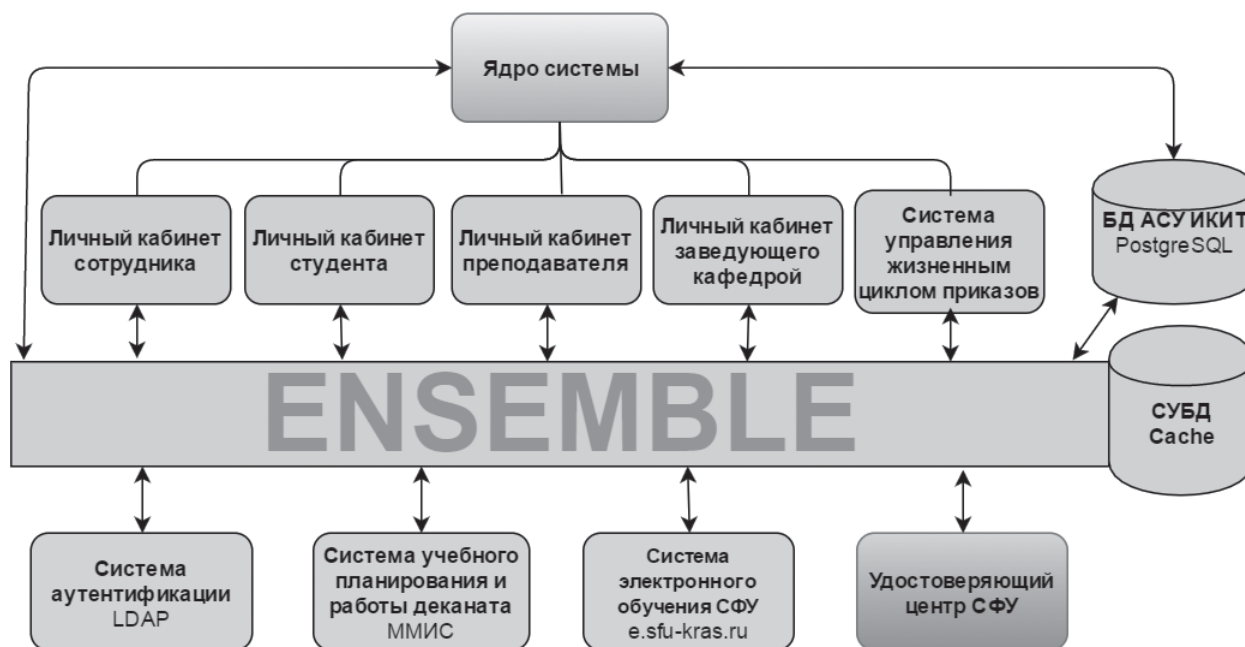 Ядро системы
Личный кабинет
сотрудника
Личный кабинет
студента
Личный кабинет
преподавателя
Личный кабинет
заведующего
кафедрой
Система
управления
жизненным
циклом приказов
БД АСУ ИКИТ
PostgreSQL
ENSEMBLE
СУБД
Cache
Система
аутентификации
LDAP
Система учебного
планирования и
работы деканата
ММИС
Система
электронного
обучения СФУ
e.sfu-kras.ru
Удостоверяющий
центр СФУ